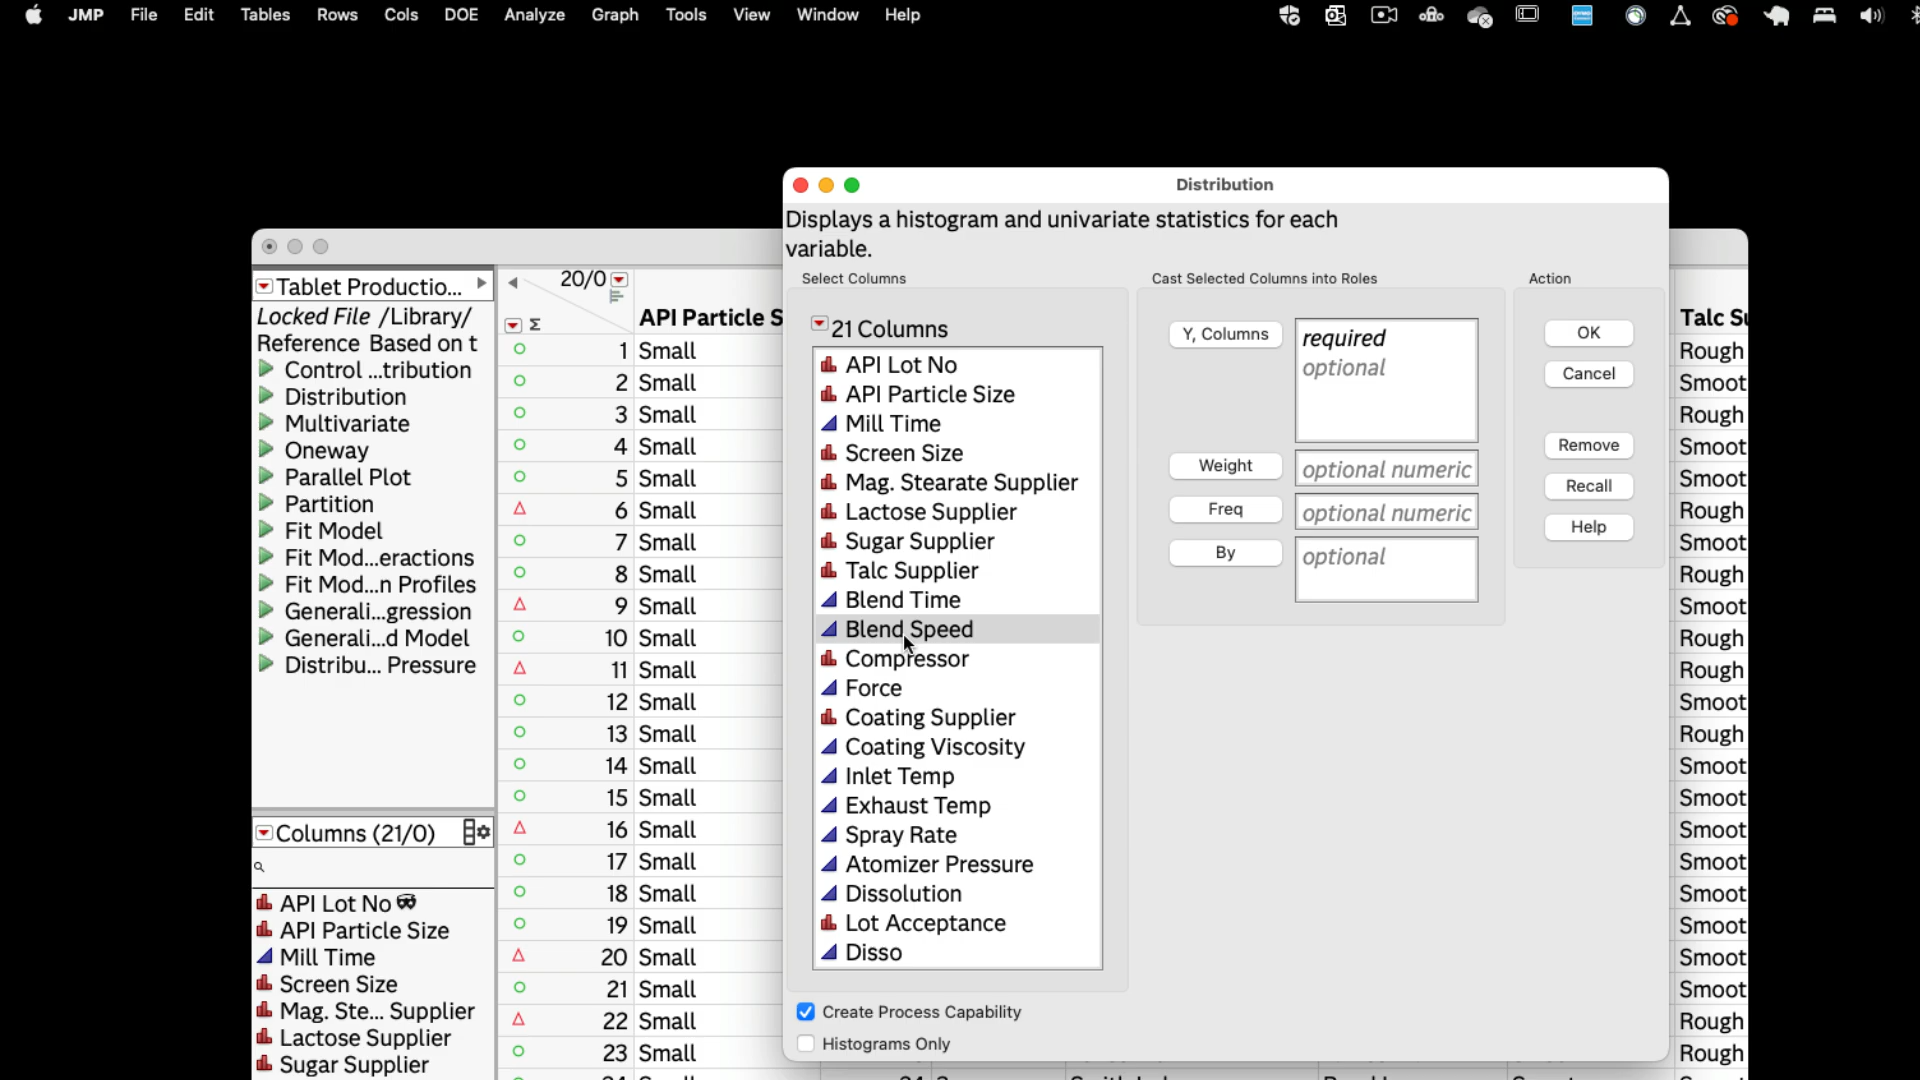 JMP File Edit Tables Rows Cols DOE Analyze Graph Tools View Window Help
Distribution
Displays a histogram and univariate statistics for each
variable.
Select Columns
Cast Selected Columns into Roles
Action
21 Columns
API Lot No
API Particle Size
Mill Time
Screen Size
Mag. Stearate Supplier
Lactose Supplier
Sugar Supplier
Talc Supplier
Blend Time
Blend Speed
Compressor
Force
Coating Supplier
Coating Viscosity
Inlet Temp
Exhaust Temp
Spray Rate
Atomizer Pressure
Dissolution
Lot Acceptance
Disso
Create Process Capability
Histograms Only
Y, Columns
required
optional
Weight
optional numeric
Freq
optional numeric
By
optional
OK
Cancel
Remove
Recall
Help
Tablet Productio...
Locked File /Library/
Reference Based on t
Control ...tribution
Distribution
Multivariate
Oneway
Parallel Plot
Partition
Fit Model
Fit Mod...eractions
Fit Mod...n Profiles
Generali...gression
Generali...d Model
Distribu... Pressure
Columns (21/0)
API Lot No
API Particle Size
Mill Time
Screen Size
Mag. Ste... Supplier
Lactose Supplier
Sugar Supplier
20/0
Σ
API Particle S
Talc Su
1 Small Rough
2 Small Smoot
3 Small Rough
4 Small Smoot
5 Small Smoot
6 Small Rough
7 Small Smoot
8 Small Rough
9 Small Smoot
10 Small Rough
11 Small Rough
12 Small Smoot
13 Small Rough
14 Small Smoot
15 Small Smoot
16 Small Smoot
17 Small Smoot
18 Small Smoot
19 Small Smoot
20 Small Smoot
21 Small Smoot
22 Small Rough
23 Small Rough